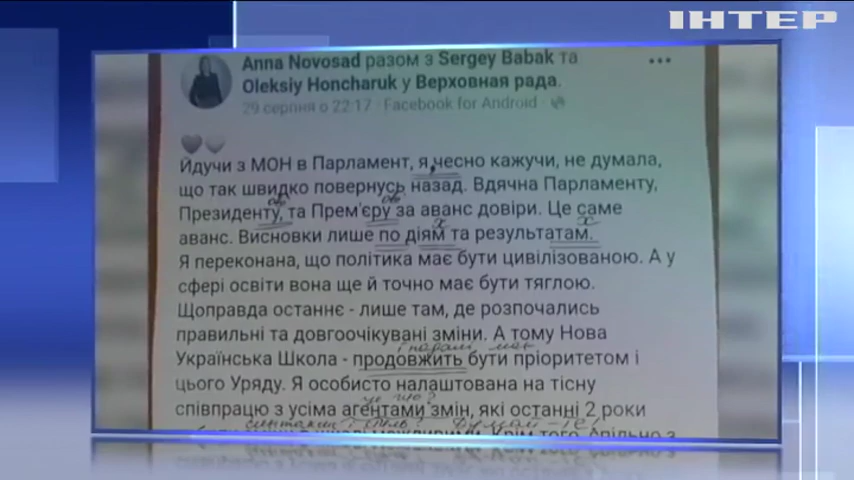 ІНТЕР
Anna Novosad разом з Sergey Babak та
Oleksiy Honcharuk у Верховная рада.
29 серпня о 22:17 · Facebook for Android ·
Йдучи з МОН в Парламент, я, чесно кажучи, не думала,
що так швидко повернусь назад. Вдячна Парламенту,
ов ов
Президенту, та Прем'єру за аванс довіри. Це саме
х х
аванс. Висновки лише по діям та результатам.
Я переконана, що політика має бути цивілізованою. А у
сфері освіти вона ще й точно має бути тяглою.
Щоправда останнє - лише там, де розпочались
правильні та довгоочікувані зміни. А тому Нова
Українська Школа - продовжить бути пріоритетом і
цього Уряду. Я особисто налаштована на тісну
співпрацю з усіма агентами змін, які останні 2 роки